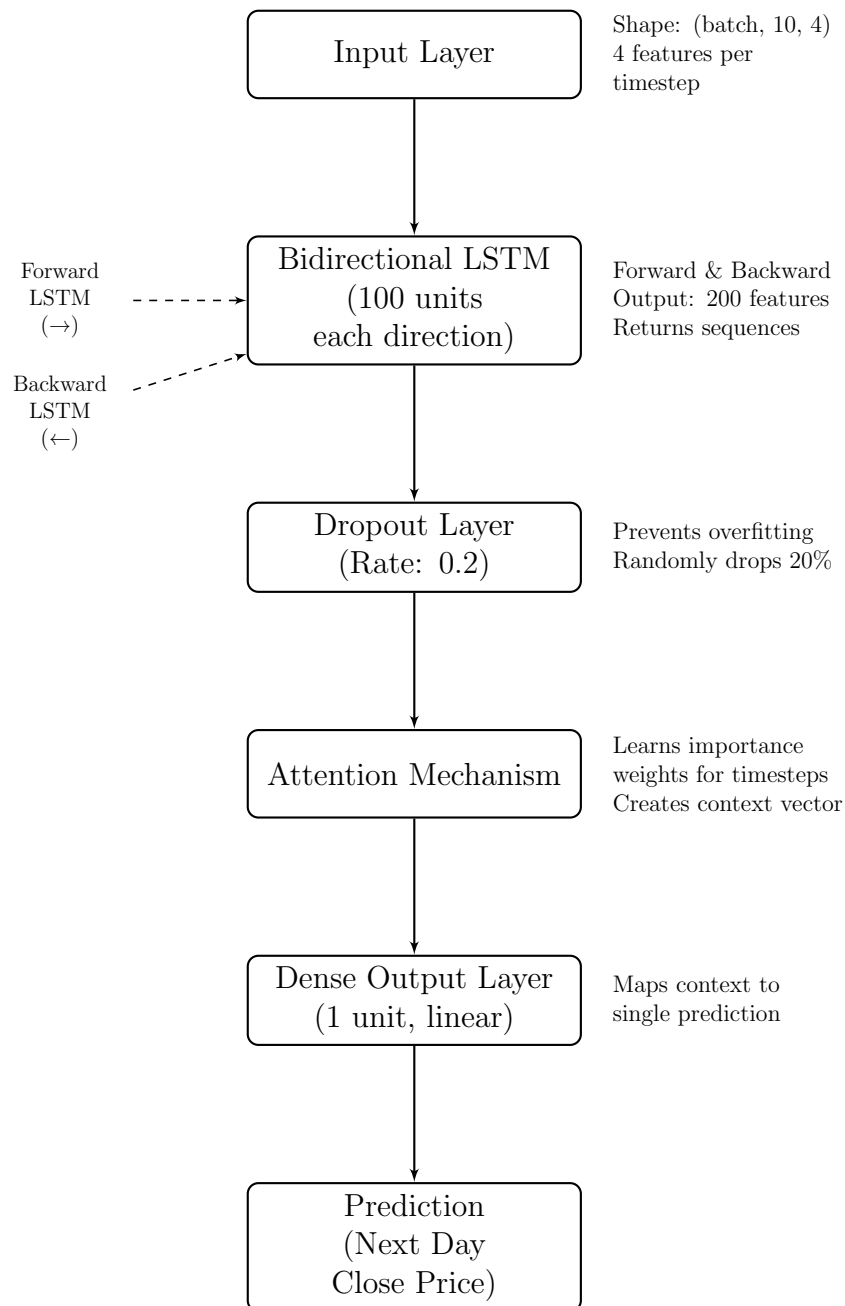 Input Layer
Shape: (batch, 10, 4)
4 features per
timestep
Forward
LSTM
(→)
Backward
LSTM
(←)
Bidirectional LSTM
(100 units
each direction)
Forward & Backward
Output: 200 features
Returns sequences
Dropout Layer
(Rate: 0.2)
Prevents overfitting
Randomly drops 20%
Attention Mechanism
Learns importance
weights for timesteps
Creates context vector
Dense Output Layer
(1 unit, linear)
Maps context to
single prediction
Prediction
(Next Day
Close Price)